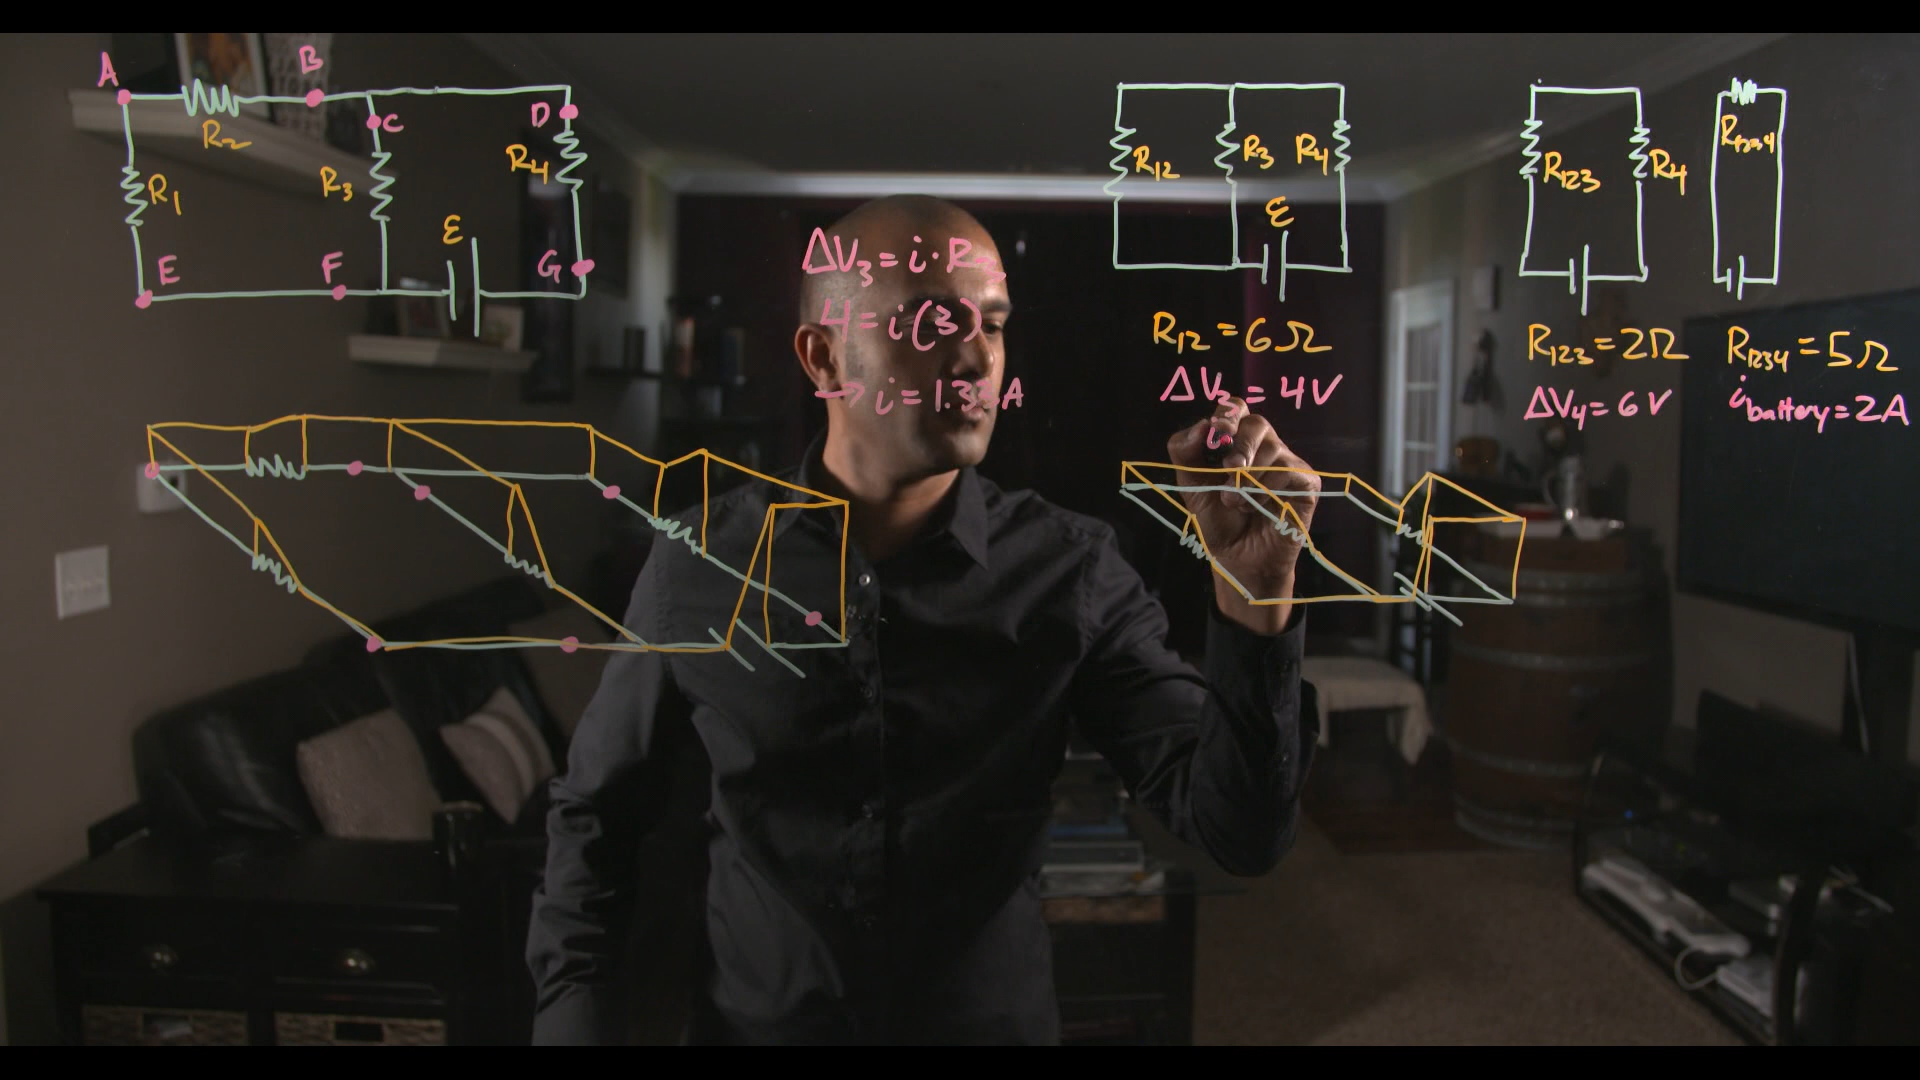 A
B
R2
C
D
R1
R3
R4
E
F
ε
G
ΔV3 = i · R3
4 = i(3)
→ i = 1.33A
R12
R3
R4
ε
R12 = 6Ω
ΔV3 = 4V
i
R123
R4
R123 = 2Ω
ΔV4 = 6V
R1234
R1234 = 5Ω
i battery = 2A